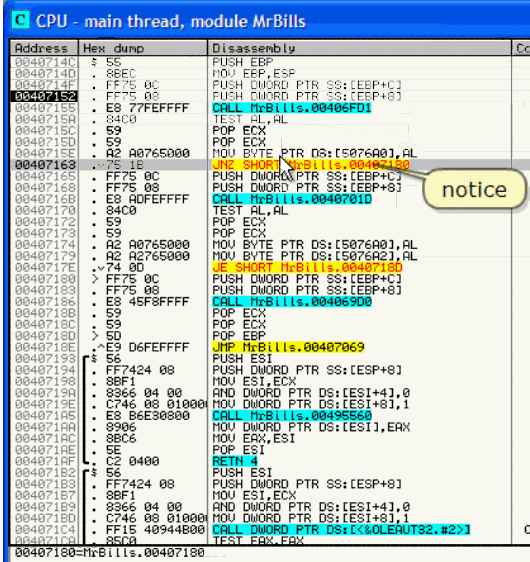 C CPU - main thread, module MrBills
Address Hex dump Disassembly Co
0040714C $ 55 PUSH EBP
0040714D . 8BEC MOV EBP,ESP
0040714F . FF75 0C PUSH DWORD PTR SS:[EBP+C]
00407152 . FF75 08 PUSH DWORD PTR SS:[EBP+8]
00407155 . E8 77FEFFFF CALL MrBills.00406FD1
0040715A . 84C0 TEST AL,AL
0040715C . 59 POP ECX
0040715D . 59 POP ECX
0040715E . A2 A0765000 MOV BYTE PTR DS:[5076A0],AL
00407163 .v75 1B JNZ SHORT MrBills.00407180
00407165 . FF75 0C PUSH DWORD PTR SS:[EBP+C]
00407168 . FF75 08 PUSH DWORD PTR SS:[EBP+8]
0040716B . E8 ADFEFFFF CALL MrBills.0040701D
00407170 . 84C0 TEST AL,AL
00407172 . 59 POP ECX
00407173 . 59 POP ECX
00407174 . A2 A0765000 MOV BYTE PTR DS:[5076A0],AL
00407179 . A2 A2765000 MOV BYTE PTR DS:[5076A2],AL
0040717E .v74 0D JE SHORT MrBills.0040718D
00407180 > FF75 0C PUSH DWORD PTR SS:[EBP+C]
00407183 . FF75 08 PUSH DWORD PTR SS:[EBP+8]
00407186 . E8 45F8FFFF CALL MrBills.004069D0
0040718B . 59 POP ECX
0040718C . 59 POP ECX
0040718D > 5D POP EBP
0040718E .^E9 D6FEFFFF JMP MrBills.00407069
00407193 $ 56 PUSH ESI
00407194 . FF7424 08 PUSH DWORD PTR SS:[ESP+8]
00407198 . 8BF1 MOV ESI,ECX
0040719A . 8366 04 00 AND DWORD PTR DS:[ESI+4],0
0040719E . C746 08 01000 MOV DWORD PTR DS:[ESI+8],1
004071A5 . E8 B6E30800 CALL MrBills.00495560
004071AA . 8906 MOV DWORD PTR DS:[ESI],EAX
004071AC . 8BC6 MOV EAX,ESI
004071AE . 5E POP ESI
004071AF . C2 0400 RETN 4
004071B2 $ 56 PUSH ESI
004071B3 . FF7424 08 PUSH DWORD PTR SS:[ESP+8]
004071B7 . 8BF1 MOV ESI,ECX
004071B9 . 8366 04 00 AND DWORD PTR DS:[ESI+4],0
004071BD . C746 08 01000 MOV DWORD PTR DS:[ESI+8],1
004071C4 . FF15 40944B00 CALL DWORD PTR DS:[<&OLEAUT32.#2>]
004071CA . 85C0 TEST EAX,EAX
00407180=MrBills.00407180
notice